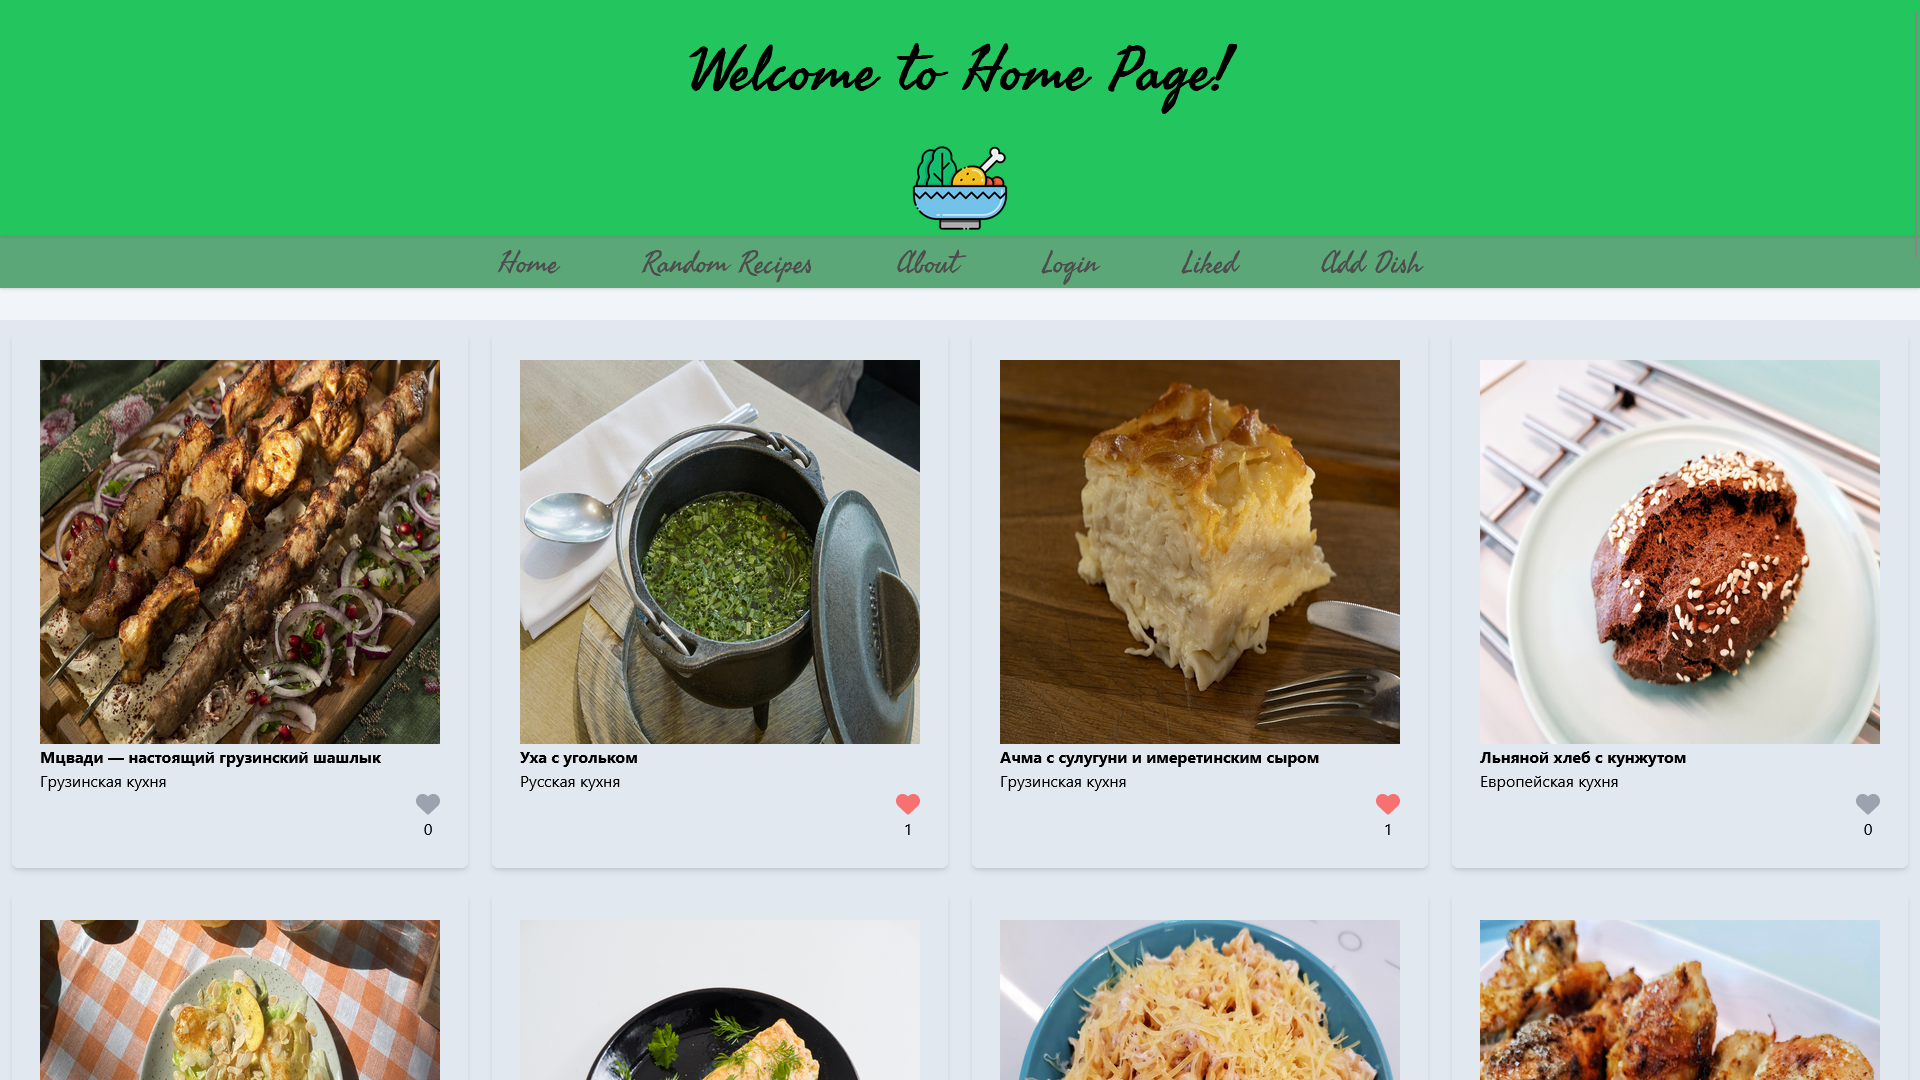 Welcome to Home Page!
Home Random Recipes About Login Liked Add Dish
Мцвади — настоящий грузинский шашлык
Грузинская кухня
0
Уха с угольком
Русская кухня
1
Ачма с сулугуни и имеретинским сыром
Грузинская кухня
1
Льняной хлеб с кунжутом
Европейская кухня
0